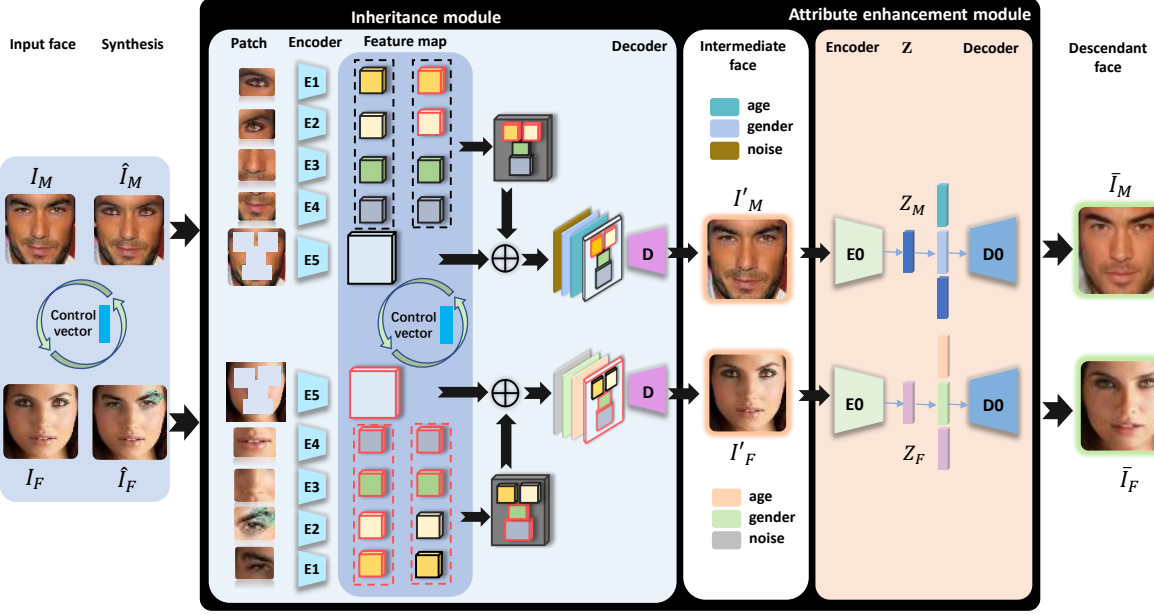 Inheritance module
Attribute enhancement module
Input face
Synthesis
Patch
Encoder
Feature map
Decoder
Intermediate
face
Encoder
Z
Decoder
Descendant
face
E1
E2
E3
E4
E5
age
gender
noise
I_M
Î_M
I'_M
Z_M
Ī_M
D
E0
D0
Control
vector
Control
vector
E5
E4
E3
E2
E1
D
E0
D0
I_F
Î_F
I'_F
Z_F
Ī_F
age
gender
noise